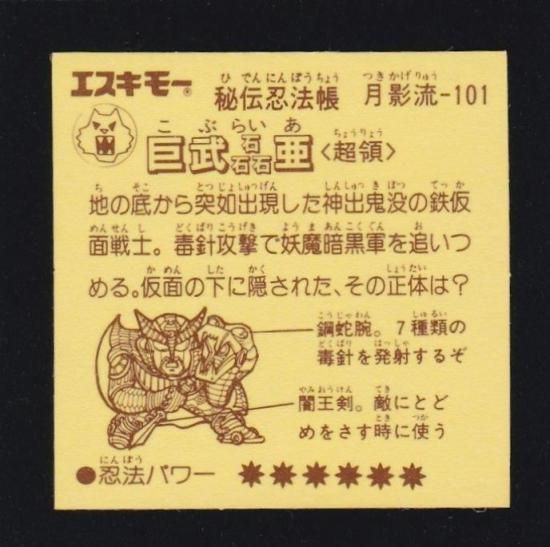 エスキモー®
ひ でんにんぽうちょう つきかげりゅう
秘伝忍法帳 月影流-101
こ ぶ らい あ ちょうりょう
巨武磊亜〈超領〉
ち そこ とつじょしゅつげん しんしゅつ き ぼつ てっ か
地の底から突如出現した神出鬼没の鉄仮
めんせん し どくばりこうげき よう ま あんこくぐん お
面戦士。毒針攻撃で妖魔暗黒軍を追いつ
か めん した かく しょうたい
める。仮面の下に隠された、その正体は?
こうじゃわん しゅるい
鋼蛇腕。7種類の
どくばり はっしゃ
毒針を発射するぞ
やみおうけん てき
闇王剣。敵にとど
とき つか
めをさす時に使う
にんぽう
●忍法パワー